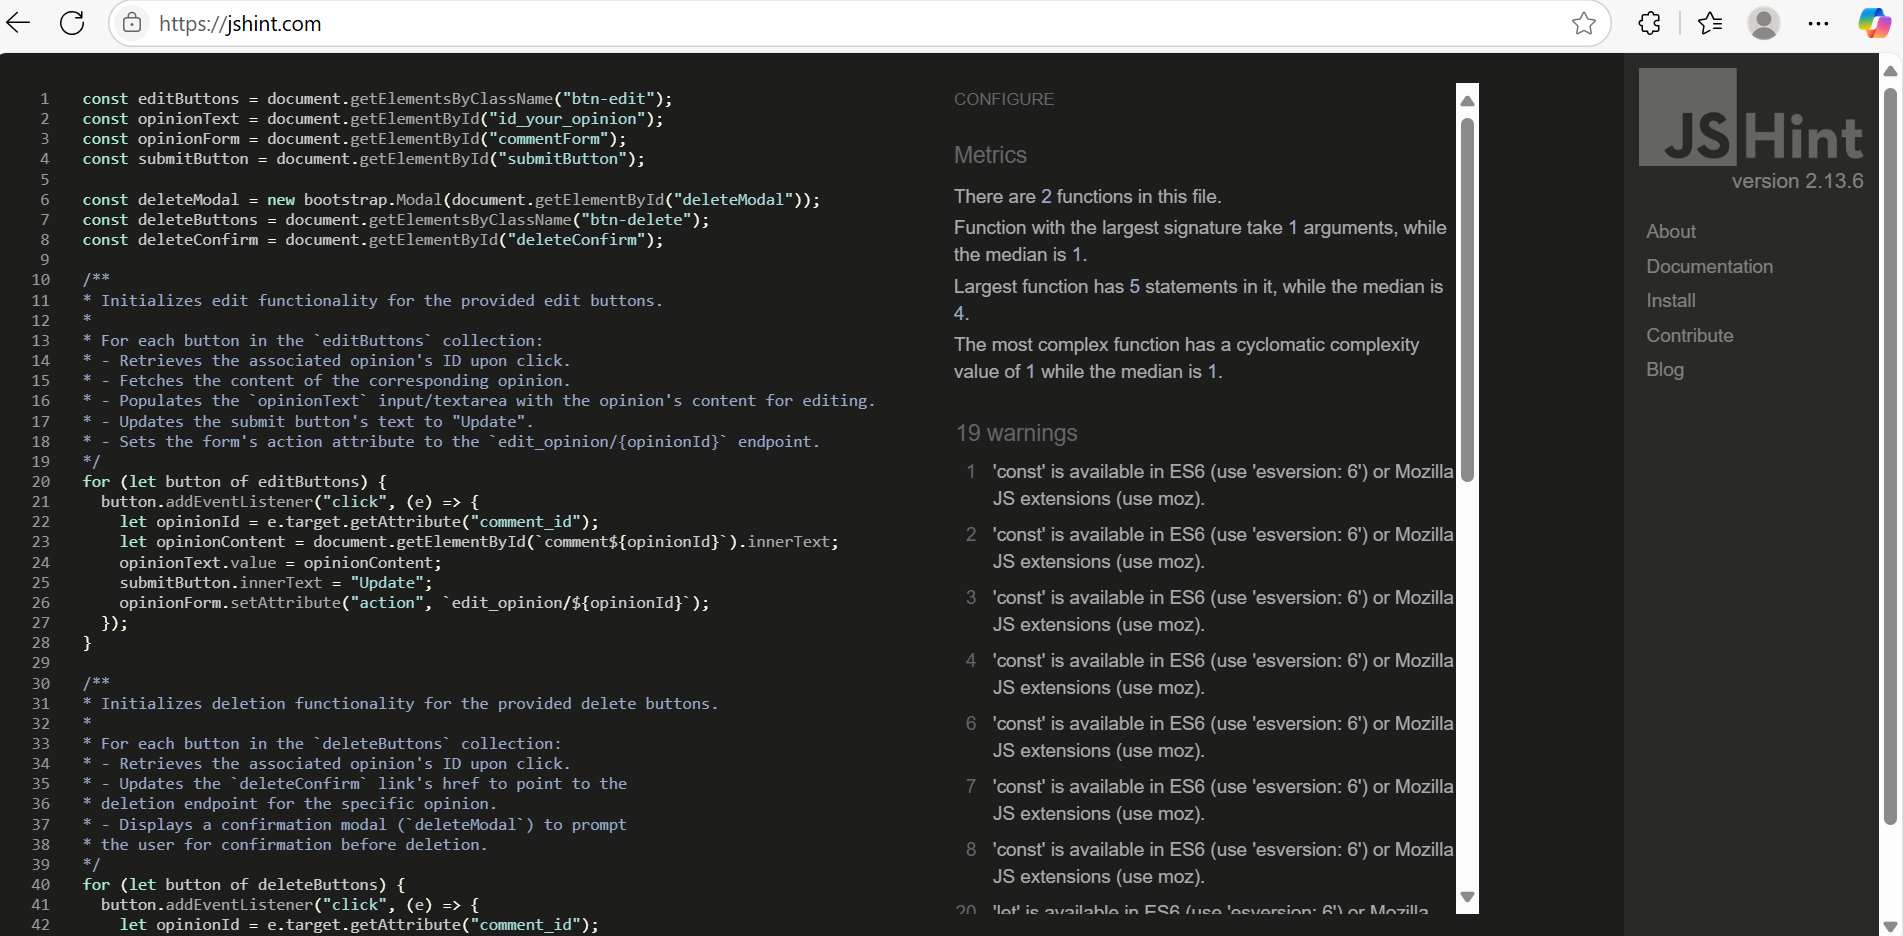 https://jshint.com
1 const editButtons = document.getElementsByClassName("btn-edit");
2 const opinionText = document.getElementById("id_your_opinion");
3 const opinionForm = document.getElementById("commentForm");
4 const submitButton = document.getElementById("submitButton");
5
6 const deleteModal = new bootstrap.Modal(document.getElementById("deleteModal"));
7 const deleteButtons = document.getElementsByClassName("btn-delete");
8 const deleteConfirm = document.getElementById("deleteConfirm");
9
10 /**
11 * Initializes edit functionality for the provided edit buttons.
12 *
13 * For each button in the `editButtons` collection:
14 * - Retrieves the associated opinion's ID upon click.
15 * - Fetches the content of the corresponding opinion.
16 * - Populates the `opinionText` input/textarea with the opinion's content for editing.
17 * - Updates the submit button's text to "Update".
18 * - Sets the form's action attribute to the `edit_opinion/{opinionId}` endpoint.
19 */
20 for (let button of editButtons) {
21 button.addEventListener("click", (e) => {
22 let opinionId = e.target.getAttribute("comment_id");
23 let opinionContent = document.getElementById(`comment${opinionId}`).innerText;
24 opinionText.value = opinionContent;
25 submitButton.innerText = "Update";
26 opinionForm.setAttribute("action", `edit_opinion/${opinionId}`);
27 });
28 }
29
30 /**
31 * Initializes deletion functionality for the provided delete buttons.
32 *
33 * For each button in the `deleteButtons` collection:
34 * - Retrieves the associated opinion's ID upon click.
35 * - Updates the `deleteConfirm` link's href to point to the
36 * deletion endpoint for the specific opinion.
37 * - Displays a confirmation modal (`deleteModal`) to prompt
38 * the user for confirmation before deletion.
39 */
40 for (let button of deleteButtons) {
41 button.addEventListener("click", (e) => {
42 let opinionId = e.target.getAttribute("comment_id");
CONFIGURE
Metrics
There are 2 functions in this file.
Function with the largest signature take 1 arguments, while
the median is 1.
Largest function has 5 statements in it, while the median is
4.
The most complex function has a cyclomatic complexity
value of 1 while the median is 1.
19 warnings
1 'const' is available in ES6 (use 'esversion: 6') or Mozilla
JS extensions (use moz).
2 'const' is available in ES6 (use 'esversion: 6') or Mozilla
JS extensions (use moz).
3 'const' is available in ES6 (use 'esversion: 6') or Mozilla
JS extensions (use moz).
4 'const' is available in ES6 (use 'esversion: 6') or Mozilla
JS extensions (use moz).
6 'const' is available in ES6 (use 'esversion: 6') or Mozilla
JS extensions (use moz).
7 'const' is available in ES6 (use 'esversion: 6') or Mozilla
JS extensions (use moz).
8 'const' is available in ES6 (use 'esversion: 6') or Mozilla
JS extensions (use moz).
20 'let' is available in ES6 (use 'esversion: 6') or Mozilla
JSHint
version 2.13.6
About
Documentation
Install
Contribute
Blog